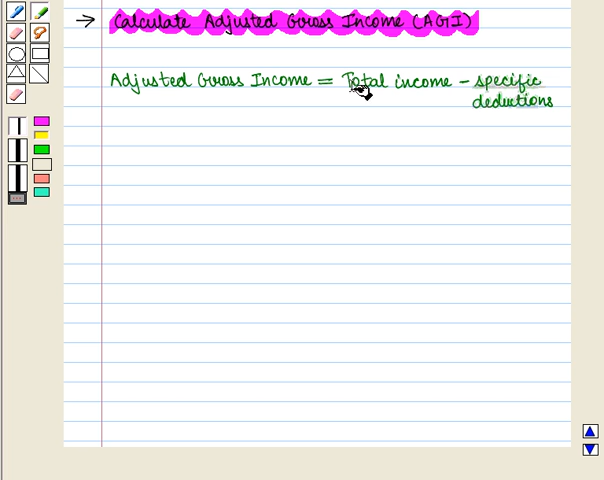 → Calculate Adjusted Gross Income (AGI)
Adjusted Gross Income = Total income - specific
deductions